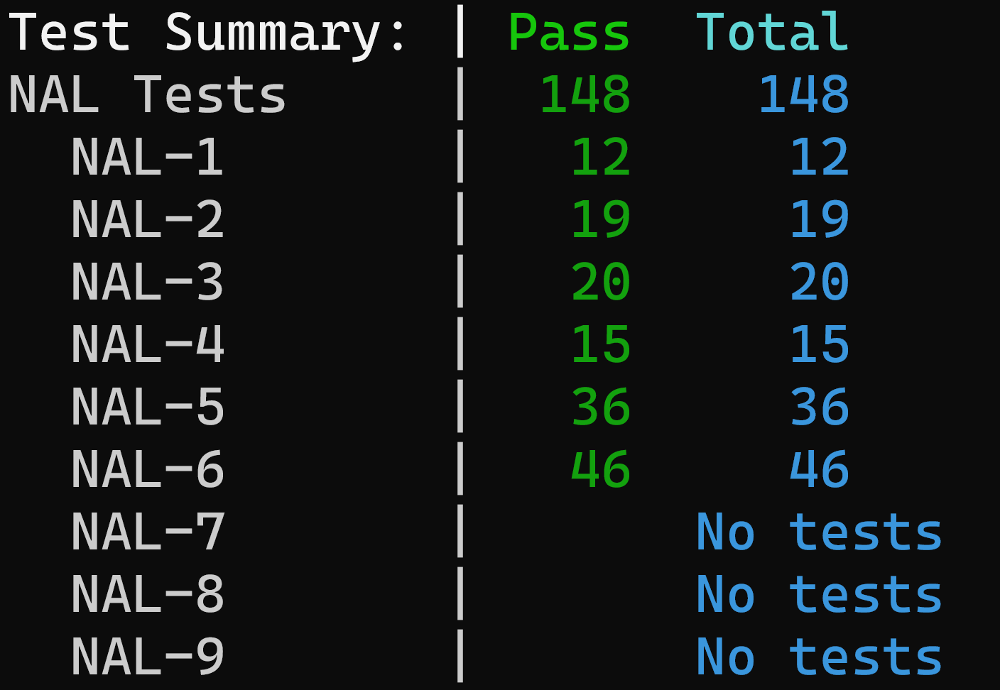 Test Summary: | Pass  Total
NAL Tests     |  148    148
  NAL-1       |   12     12
  NAL-2       |   19     19
  NAL-3       |   20     20
  NAL-4       |   15     15
  NAL-5       |   36     36
  NAL-6       |   46     46
  NAL-7       |       No tests
  NAL-8       |       No tests
  NAL-9       |       No tests